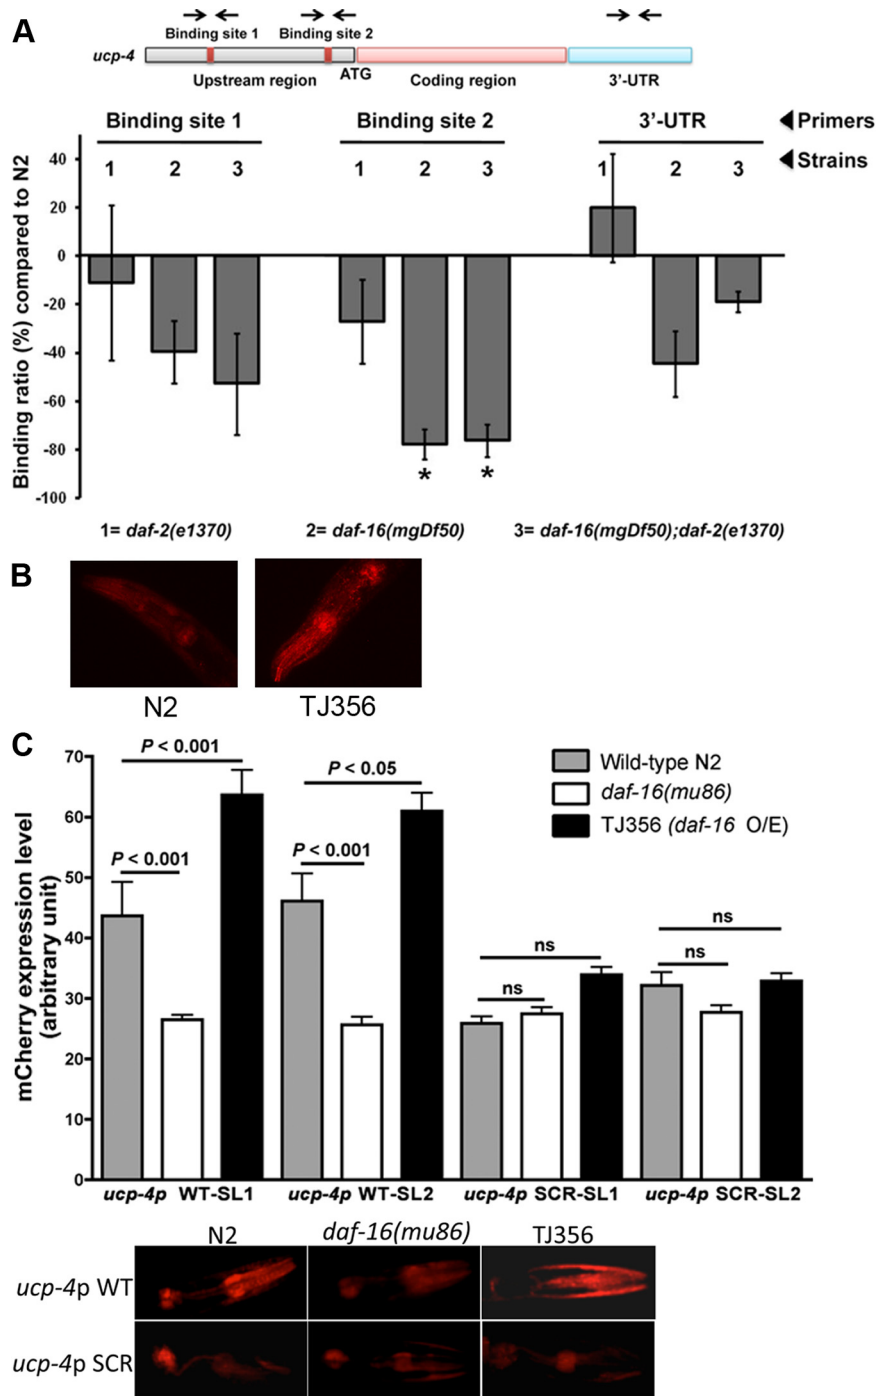 A
Binding site 1 Binding site 2
ucp-4
Upstream region ATG Coding region 3'-UTR
Binding site 1 Binding site 2 3'-UTR Primers
1 2 3 1 2 3 1 2 3 Strains
Binding ratio (%) compared to N2
40
20
0
-20
-40
-60
-80
-100
* *
1= daf-2(e1370) 2= daf-16(mgDf50) 3= daf-16(mgDf50);daf-2(e1370)
B
N2 TJ356
C
mCherry expression level
(arbitrary unit)
70
60
50
40
30
20
10
0
P < 0.001
P < 0.001
P < 0.05
P < 0.001
ns
ns
ns
ns
Wild-type N2
daf-16(mu86)
TJ356 (daf-16 O/E)
ucp-4p WT-SL1 ucp-4p WT-SL2 ucp-4p SCR-SL1 ucp-4p SCR-SL2
N2 daf-16(mu86) TJ356
ucp-4p WT
ucp-4p SCR